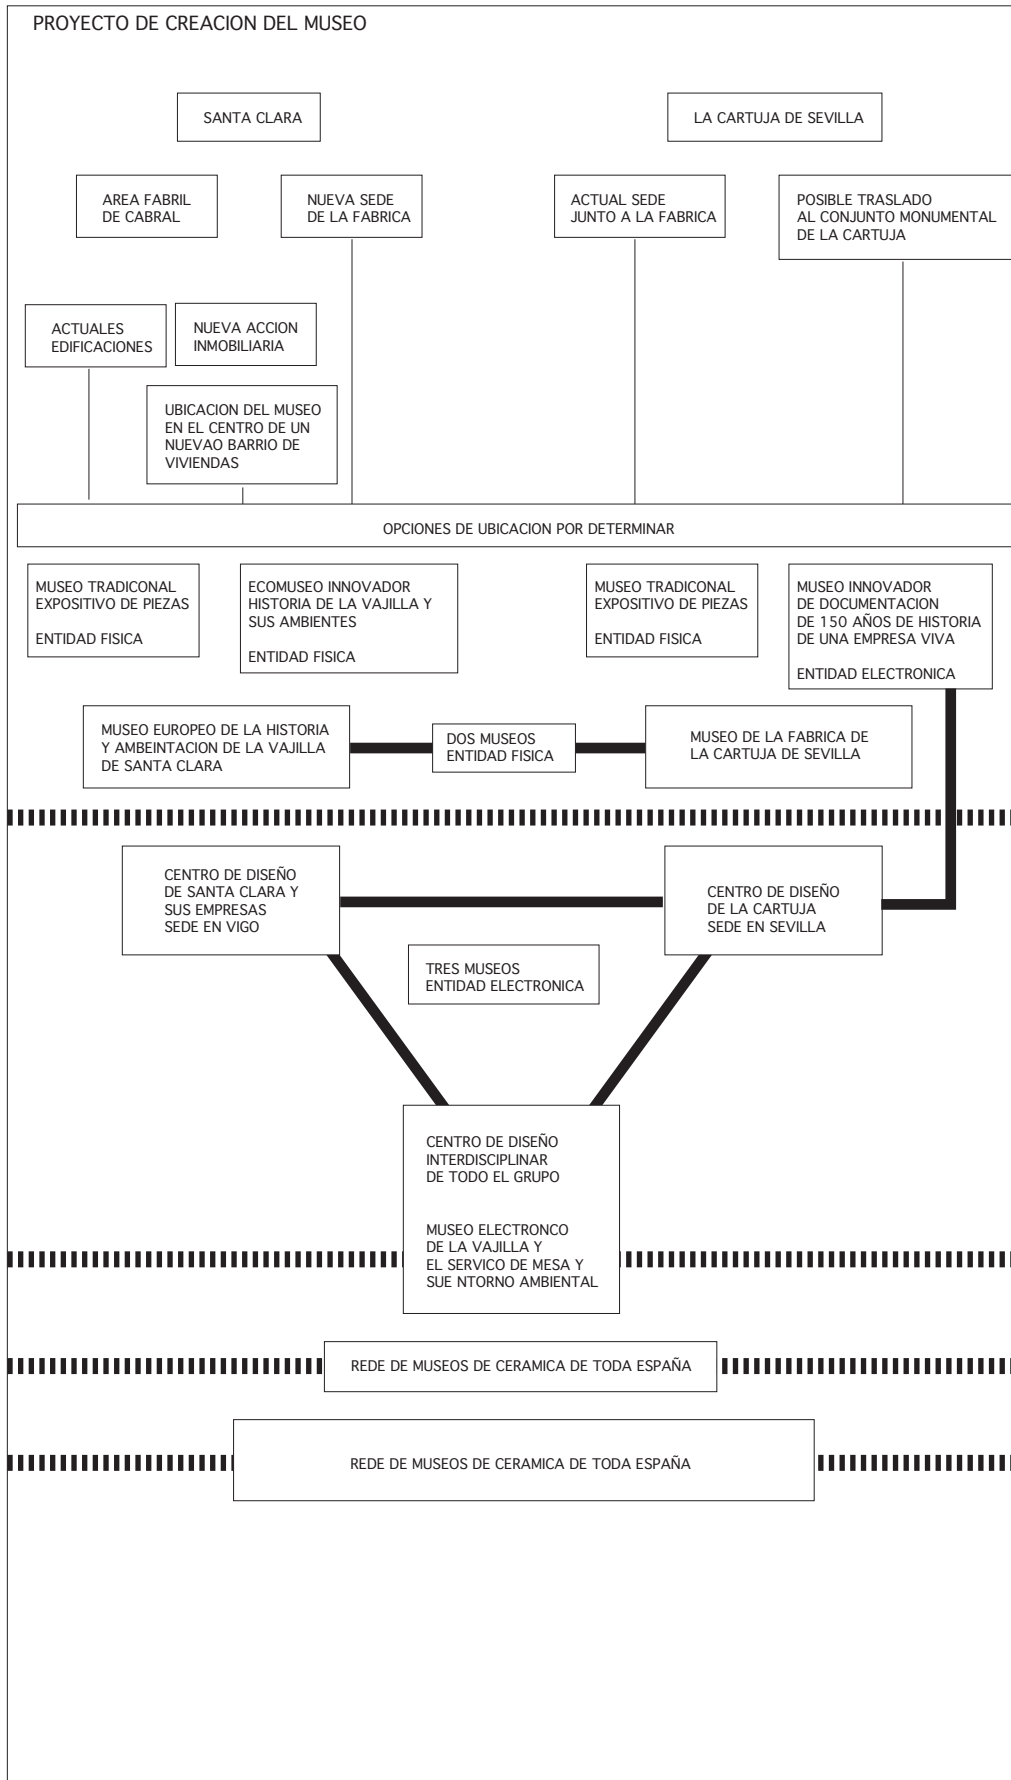 PROYECTO DE CREACION DEL MUSEO
SANTA CLARA
LA CARTUJA DE SEVILLA
AREA FABRIL
DE CABRAL
NUEVA SEDE
DE LA FABRICA
ACTUAL SEDE
JUNTO A LA FABRICA
POSIBLE TRASLADO
AL CONJUNTO MONUMENTAL
DE LA CARTUJA
ACTUALES
EDIFICACIONES
NUEVA ACCION
INMOBILIARIA
UBICACION DEL MUSEO
EN EL CENTRO DE UN
NUEVAO BARRIO DE
VIVIENDAS
OPCIONES DE UBICACION POR DETERMINAR
MUSEO TRADICONAL
EXPOSITIVO DE PIEZAS
ENTIDAD FISICA
ECOMUSEO INNOVADOR
HISTORIA DE LA VAJILLA Y
SUS AMBIENTES
ENTIDAD FISICA
MUSEO TRADICONAL
EXPOSITIVO DE PIEZAS
ENTIDAD FISICA
MUSEO INNOVADOR
DE DOCUMENTACION
DE 150 AÑOS DE HISTORIA
DE UNA EMPRESA VIVA
ENTIDAD ELECTRONICA
MUSEO EUROPEO DE LA HISTORIA
Y AMBEINTACION DE LA VAJILLA
DE SANTA CLARA
DOS MUSEOS
ENTIDAD FISICA
MUSEO DE LA FABRICA DE
LA CARTUJA DE SEVILLA
CENTRO DE DISEÑO
DE SANTA CLARA Y
SUS EMPRESAS
SEDE EN VIGO
CENTRO DE DISEÑO
DE LA CARTUJA
SEDE EN SEVILLA
TRES MUSEOS
ENTIDAD ELECTRONICA
CENTRO DE DISEÑO
INTERDISCIPLINAR
DE TODO EL GRUPO
MUSEO ELECTRONCO
DE LA VAJILLA Y
EL SERVICO DE MESA Y
SUE NTORNO AMBIENTAL
REDE DE MUSEOS DE CERAMICA DE TODA ESPAÑA
REDE DE MUSEOS DE CERAMICA DE TODA ESPAÑA